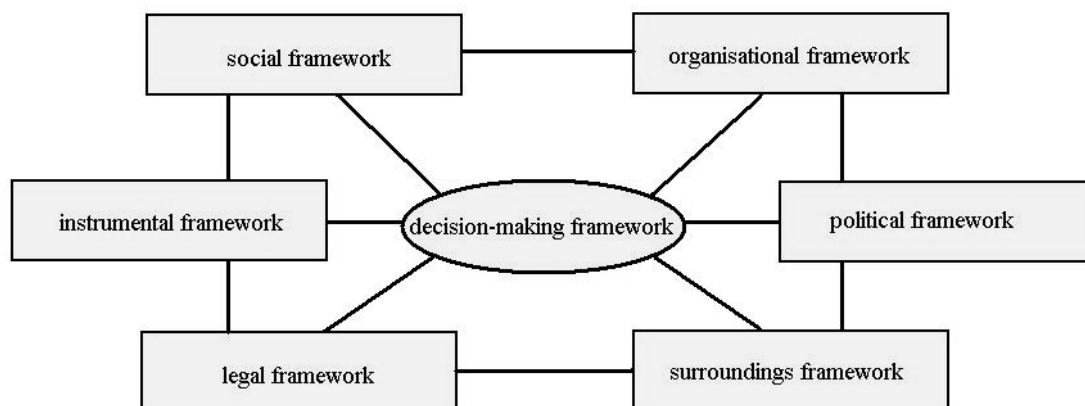 social framework
organisational framework
instrumental framework
decision-making framework
political framework
legal framework
surroundings framework